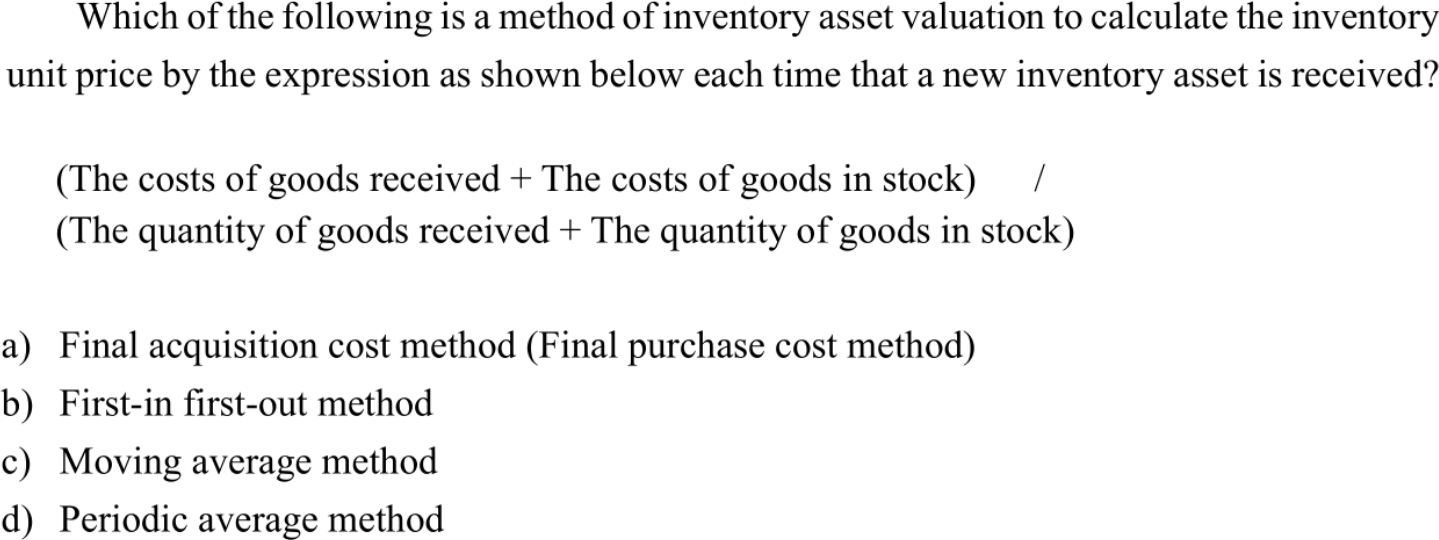 Which of the following is a method of inventory asset valuation to calculate the inventory
unit price by the expression as shown below each time that a new inventory asset is received?
(The costs of goods received + The costs of goods in stock) /
(The quantity of goods received + The quantity of goods in stock)
a) Final acquisition cost method (Final purchase cost method)
b) First-in first-out method
c) Moving average method
d) Periodic average method